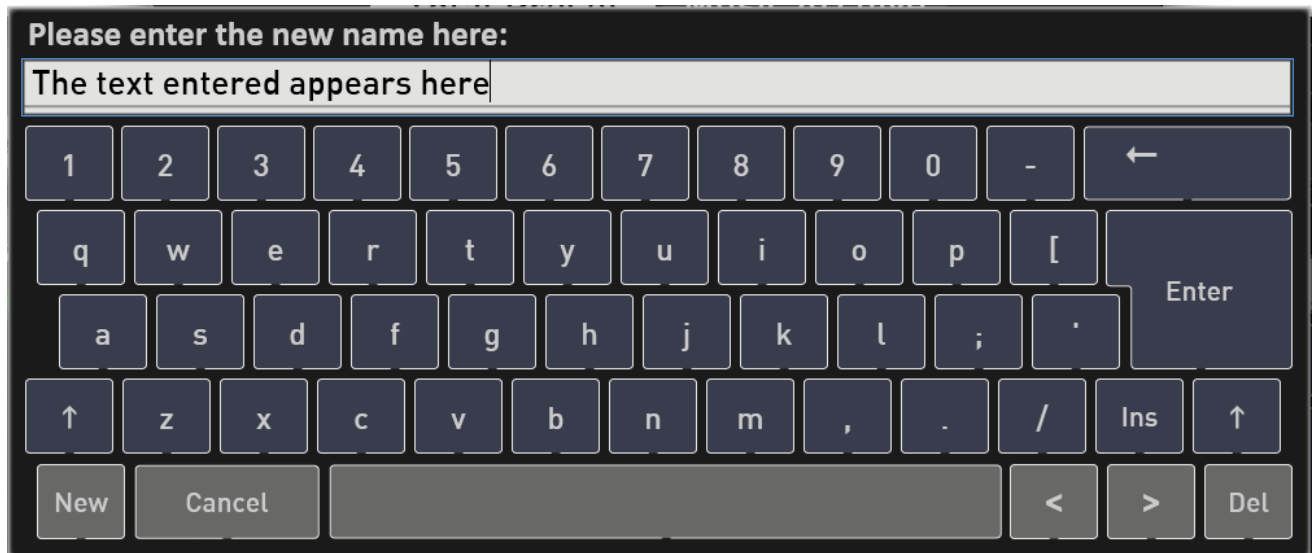 Please enter the new name here:
The text entered appears here
1 2 3 4 5 6 7 8 9 0 - ←
q w e r t y u i o p [
Enter
a s d f g h j k l ; '
↑ z x c v b n m , . / Ins ↑
New Cancel < > Del